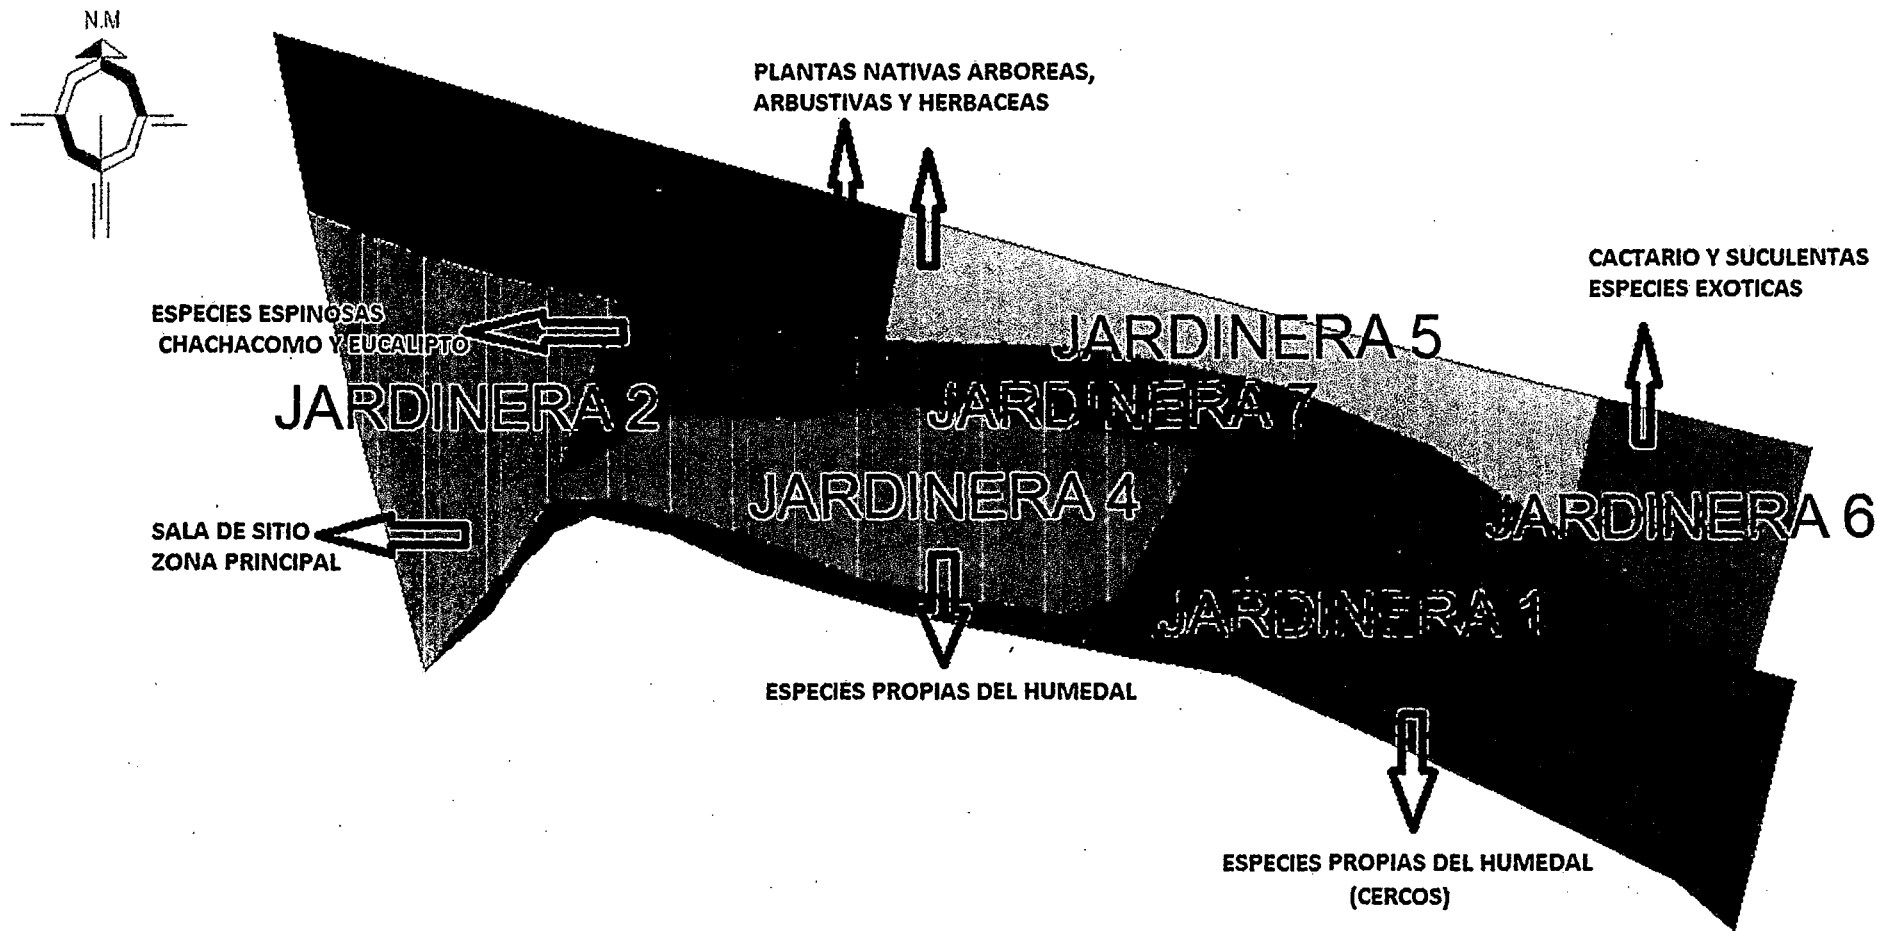 N.M
PLANTAS NATIVAS ARBOREAS,
ARBUSTIVAS Y HERBACEAS
CACTARIO Y SUCULENTAS
ESPECIES EXOTICAS
ESPECIES ESPINOSAS
CHACHACOMO Y EUCALIPTO
JARDINERA 5
JARDINERA 2
JARDINERA 7
JARDINERA 4
JARDINERA 6
SALA DE SITIO
ZONA PRINCIPAL
JARDINERA 1
ESPECIES PROPIAS DEL HUMEDAL
ESPECIES PROPIAS DEL HUMEDAL
(CERCOS)